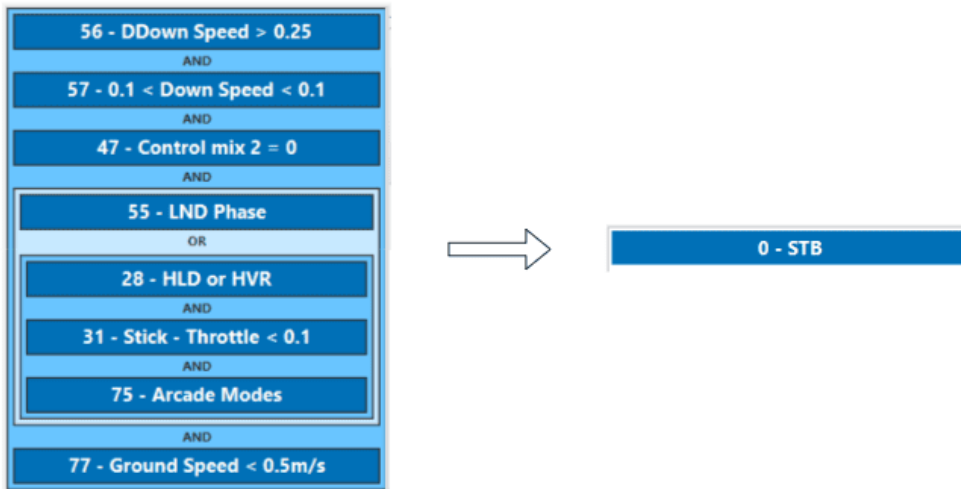 56 - DDown Speed > 0.25
AND
57 - 0.1 < Down Speed < 0.1
AND
47 - Control mix 2 = 0
AND
55 - LND Phase
OR
28 - HLD or HVR
AND
31 - Stick - Throttle < 0.1
AND
75 - Arcade Modes
AND
77 - Ground Speed < 0.5m/s
0 - STB